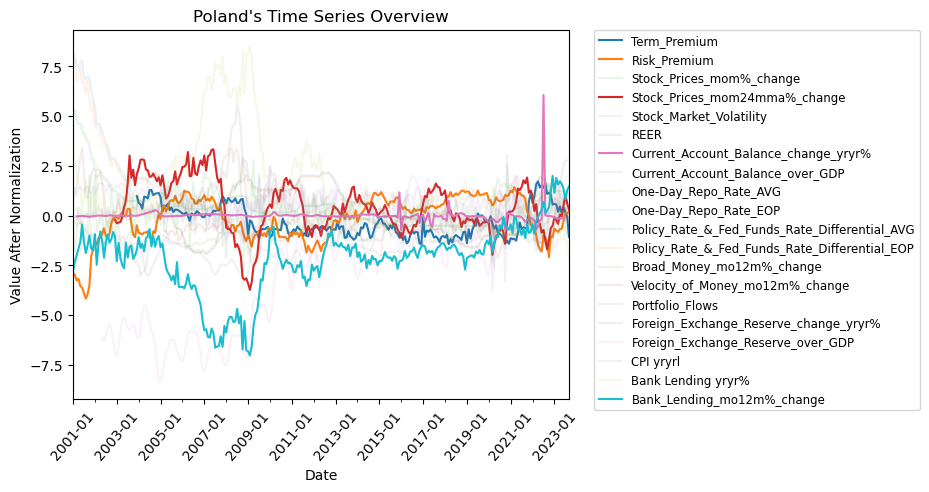 Poland's Time Series Overview
Value After Normalization
7.5
5.0
2.5
0.0
−2.5
−5.0
−7.5
2001-01
2003-01
2005-01
2007-01
2009-01
2011-01
2013-01
2015-01
2017-01
2019-01
2021-01
2023-01
Date
Term_Premium
Risk_Premium
Stock_Prices_mom%_change
Stock_Prices_mom24mma%_change
Stock_Market_Volatility
REER
Current_Account_Balance_change_yryr%
Current_Account_Balance_over_GDP
One-Day_Repo_Rate_AVG
One-Day_Repo_Rate_EOP
Policy_Rate_&_Fed_Funds_Rate_Differential_AVG
Policy_Rate_&_Fed_Funds_Rate_Differential_EOP
Broad_Money_mo12m%_change
Velocity_of_Money_mo12m%_change
Portfolio_Flows
Foreign_Exchange_Reserve_change_yryr%
Foreign_Exchange_Reserve_over_GDP
CPI yryrl
Bank Lending yryr%
Bank_Lending_mo12m%_change